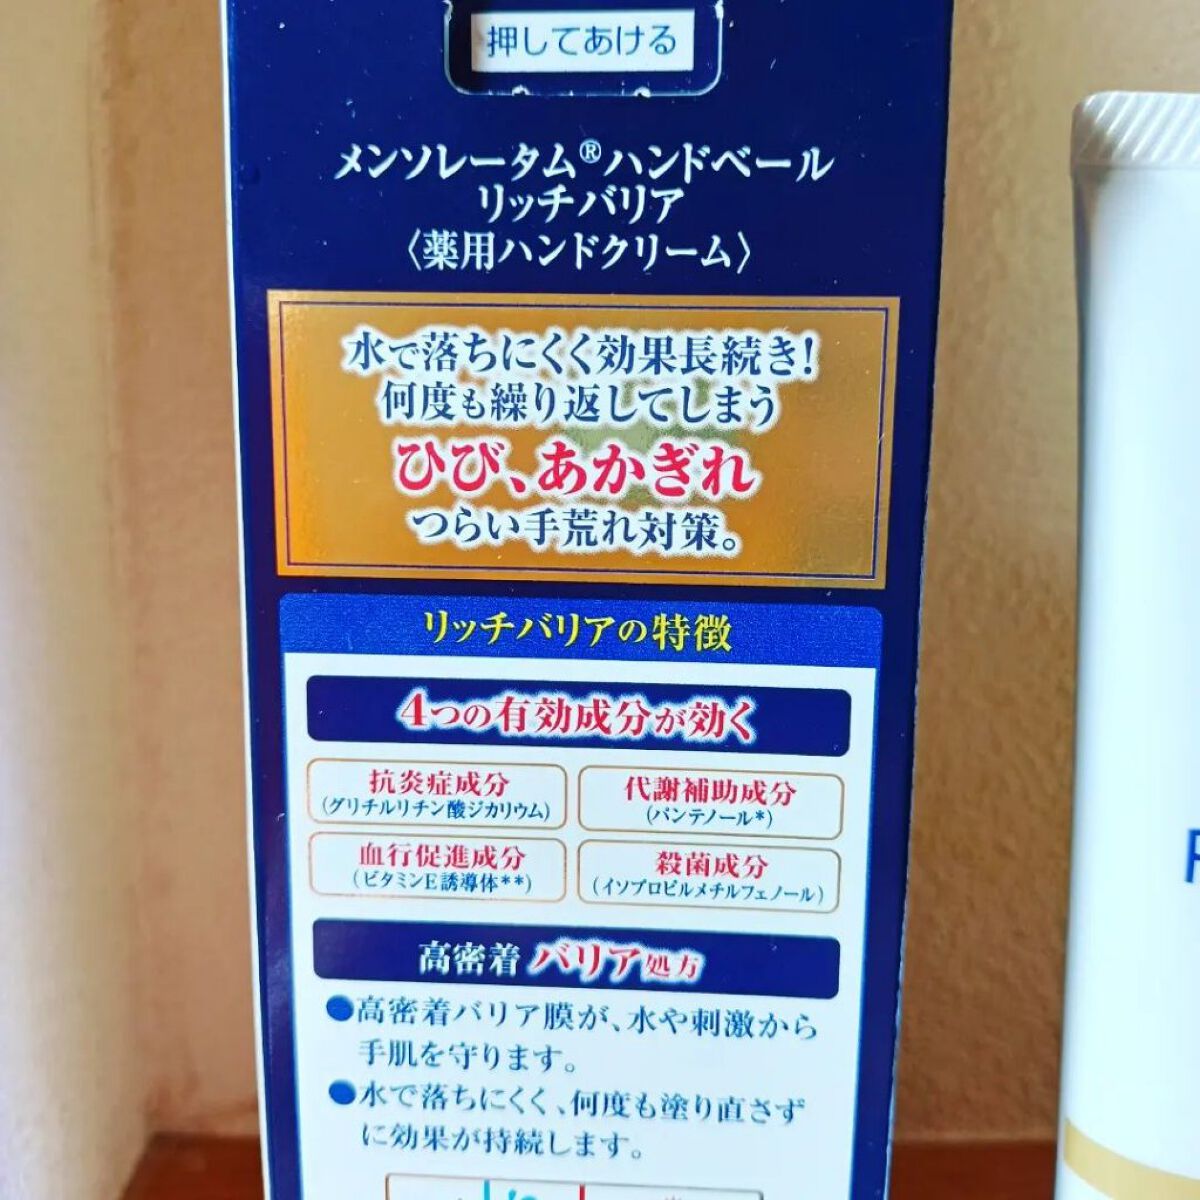 押してあける
メンソレータム®ハンドベール
リッチバリア
〈薬用ハンドクリーム〉
水で落ちにくく効果長続き!
何度も繰り返してしまう
ひび、あかぎれ
つらい手荒れ対策。
リッチバリアの特徴
4つの有効成分が効く
抗炎症成分
(グリチルリチン酸ジカリウム)
代謝補助成分
(パンテノール*)
血行促進成分
(ビタミンE誘導体**)
殺菌成分
(イソプロピルメチルフェノール)
高密着バリア処方
●高密着バリア膜が、水や刺激から
手肌を守ります。
●水で落ちにくく、何度も塗り直さず
に効果が持続します。